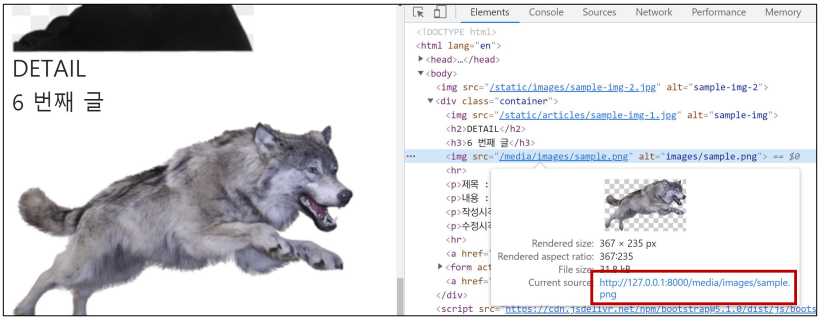 DETAIL
6 번째 글
Elements Console Sources Network Performance Memory
<!DOCTYPE html>
<html lang="en">
<head>…</head>
<body>
<img src="/static/images/sample-img-2.jpg" alt="sample-img-2">
<div class="container">
<img src="/static/articles/sample-img-1.jpg" alt="sample-img">
<h2>DETAIL</h2>
<h3>6 번째 글</h3>
<img src="/media/images/sample.png" alt="images/sample.png"> == $0
<hr>
<p>제목 :
<p>내용 :
<p>작성시각
<p>수정시각
<hr>
<a href="
<form act
<a href="
</div>
<script src="https://cdn.jsdelivr.net/npm/bootstrap@5.1.0/dist/js/boots
Rendered size: 367 × 235 px
Rendered aspect ratio: 367:235
File size: 31.8 kB
Current source: http://127.0.0.1:8000/media/images/sample.
png